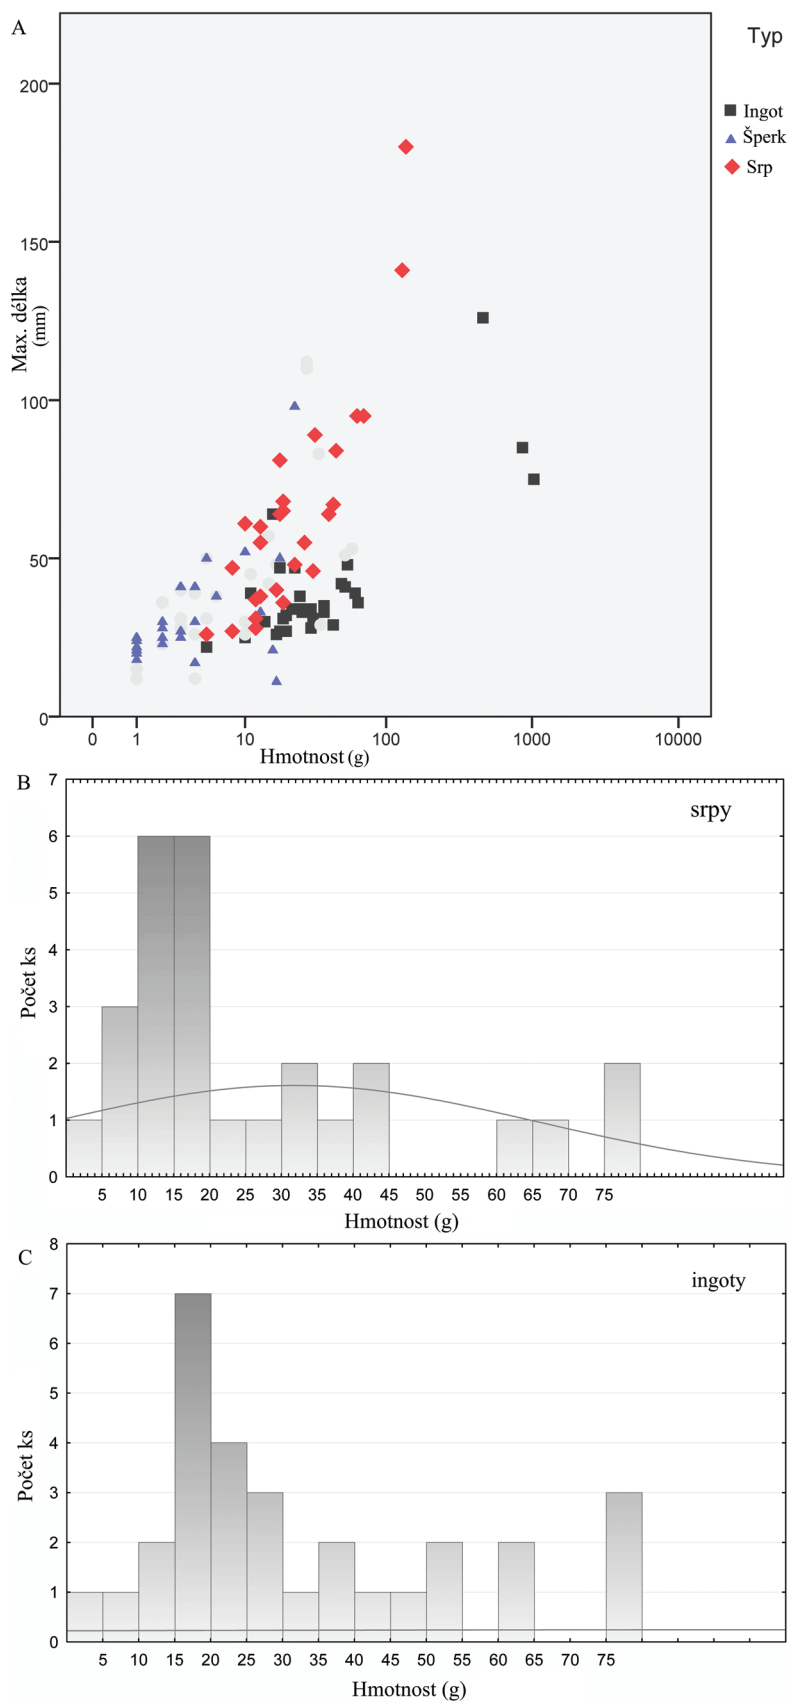 A
Typ
Ingot
Šperk
Srp
200
150
100
50
0
Max. délka
(mm)
0 1 10 100 1000 10000
Hmotnost (g)
B
srpy
7
6
5
4
3
2
1
0
Počet ks
5 10 15 20 25 30 35 40 45 50 55 60 65 70 75
Hmotnost (g)
C
ingoty
8
7
6
5
4
3
2
1
0
Počet ks
5 10 15 20 25 30 35 40 45 50 55 60 65 70 75
Hmotnost (g)